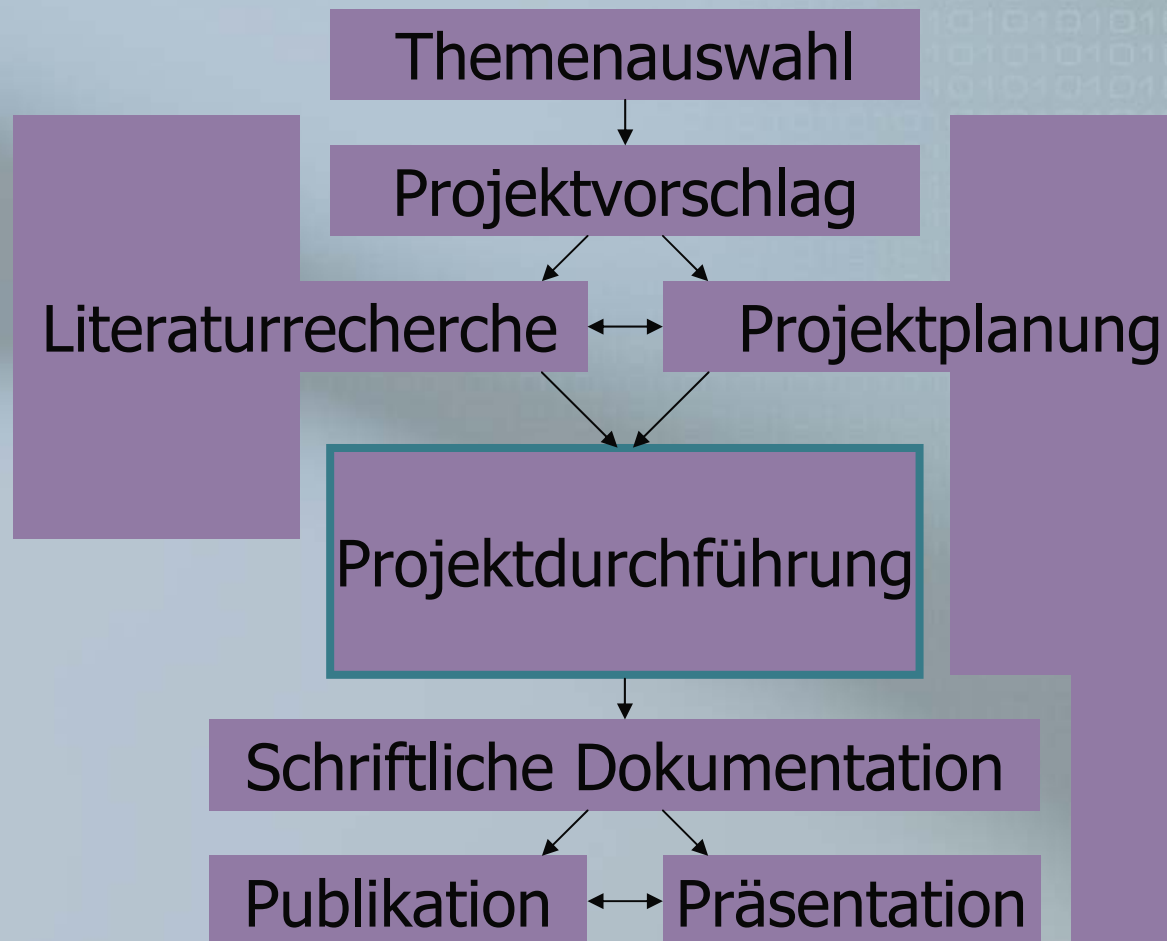 Themenauswahl
Projektvorschlag
Literaturrecherche
Projektplanung
Projektdurchführung
Schriftliche Dokumentation
Publikation
Präsentation